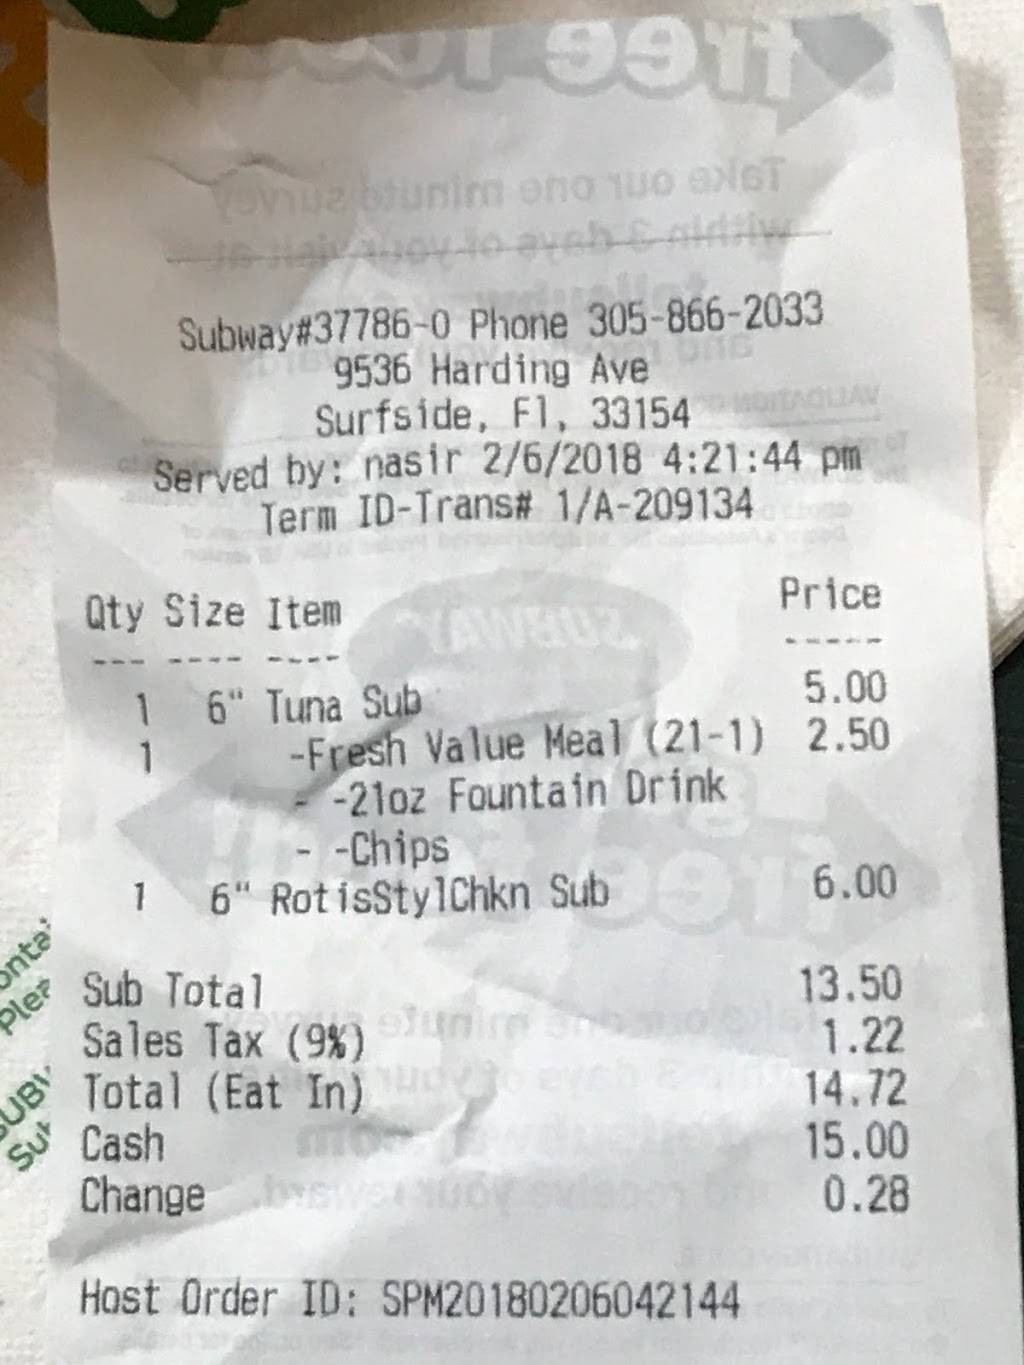 Subway#37786-0 Phone 305-866-2033
9536 Harding Ave
Surfside, Fl, 33154
Served by: nasir 2/6/2018 4:21:44 pm
Term ID-Trans# 1/A-209134
Qty Size Item Price
--- ---- ---- -----
1 6" Tuna Sub 5.00
1 -Fresh Value Meal (21-1) 2.50
- -21oz Fountain Drink
- -Chips
1 6" RotisStylChkn Sub 6.00
Sub Total 13.50
Sales Tax (9%) 1.22
Total (Eat In) 14.72
Cash 15.00
Change 0.28
Host Order ID: SPM20180206042144